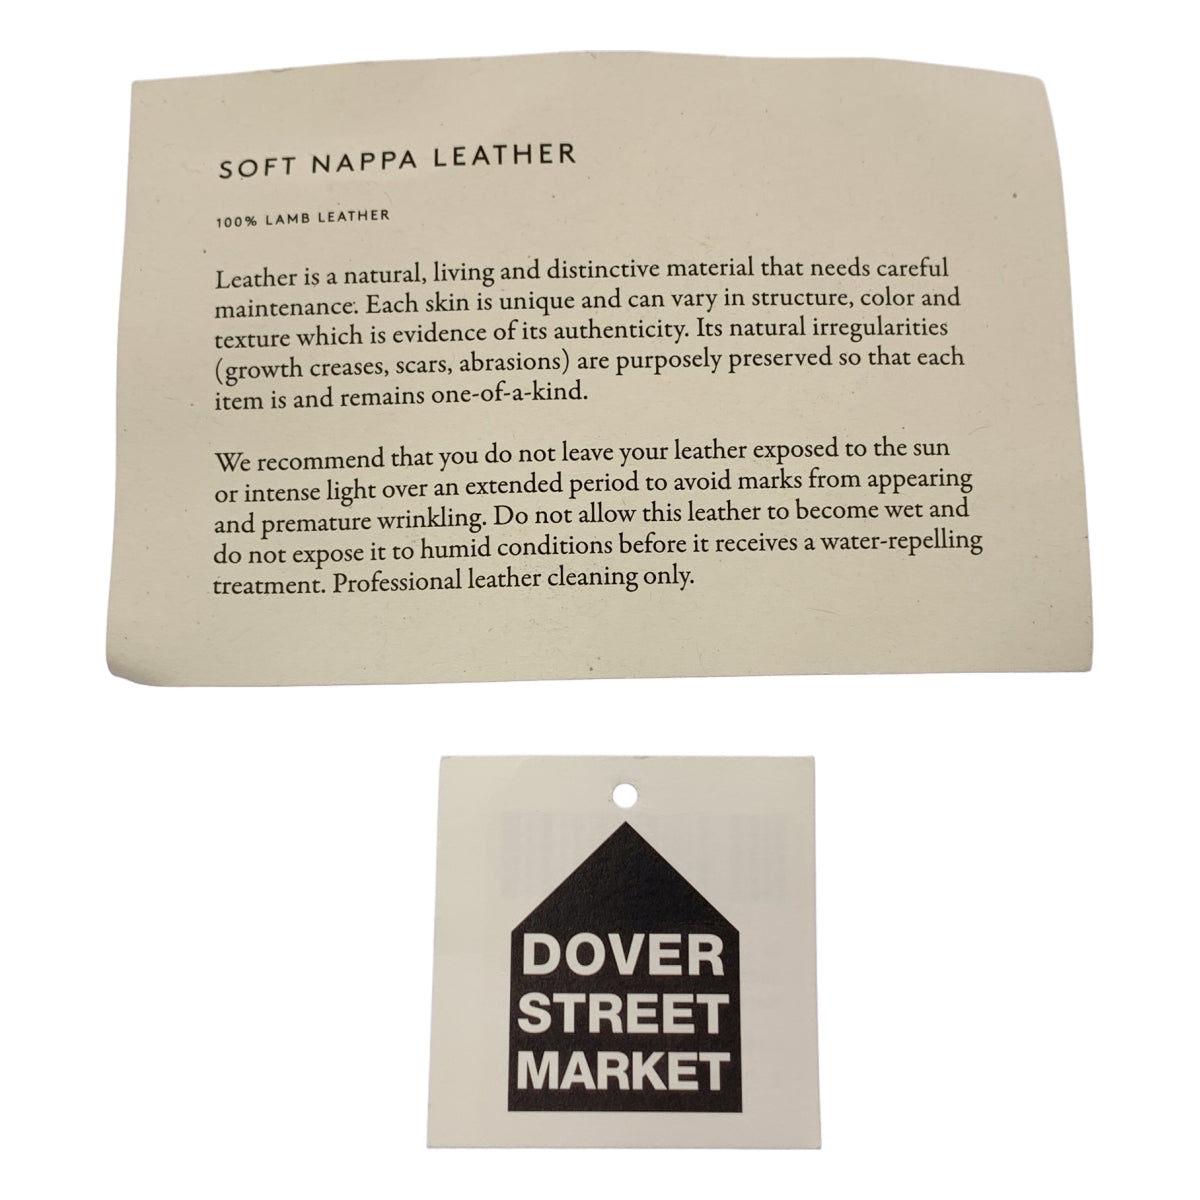 SOFT NAPPA LEATHER
100% LAMB LEATHER
Leather is a natural, living and distinctive material that needs careful
maintenance. Each skin is unique and can vary in structure, color and
texture which is evidence of its authenticity. Its natural irregularities
(growth creases, scars, abrasions) are purposely preserved so that each
item is and remains one-of-a-kind.
We recommend that you do not leave your leather exposed to the sun
or intense light over an extended period to avoid marks from appearing
and premature wrinkling. Do not allow this leather to become wet and
do not expose it to humid conditions before it receives a water-repelling
treatment. Professional leather cleaning only.
DOVER
STREET
MARKET